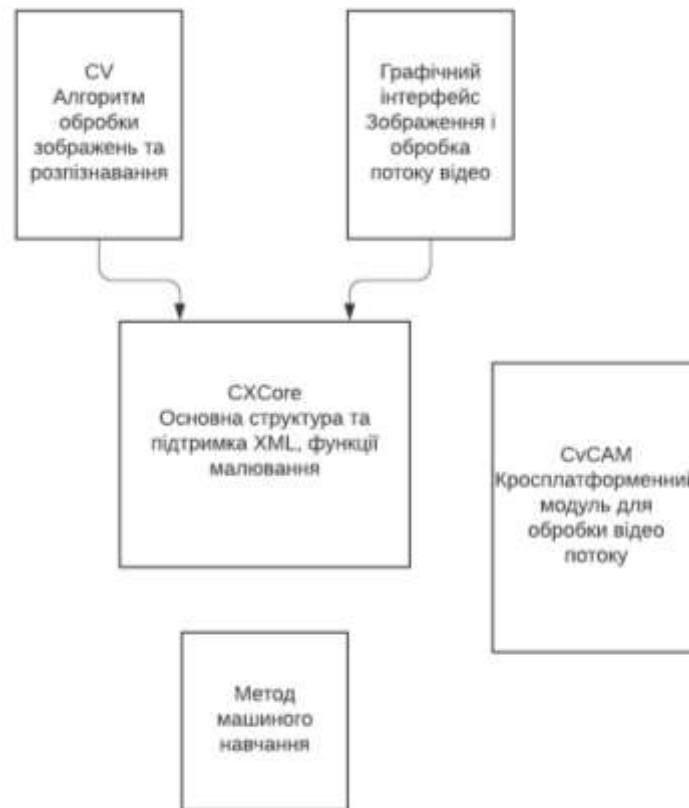 CV
Алгоритм
обробки
зображень та
розпізнавання
Графічний
інтерфейс
Зображення і
обробка
потоку відео
CXCore
Основна структура та
підтримка XML, функції
малювання
CvCAM
Кросплатформенний
модуль для
обробки відео
потоку
Метод
машиного
навчання